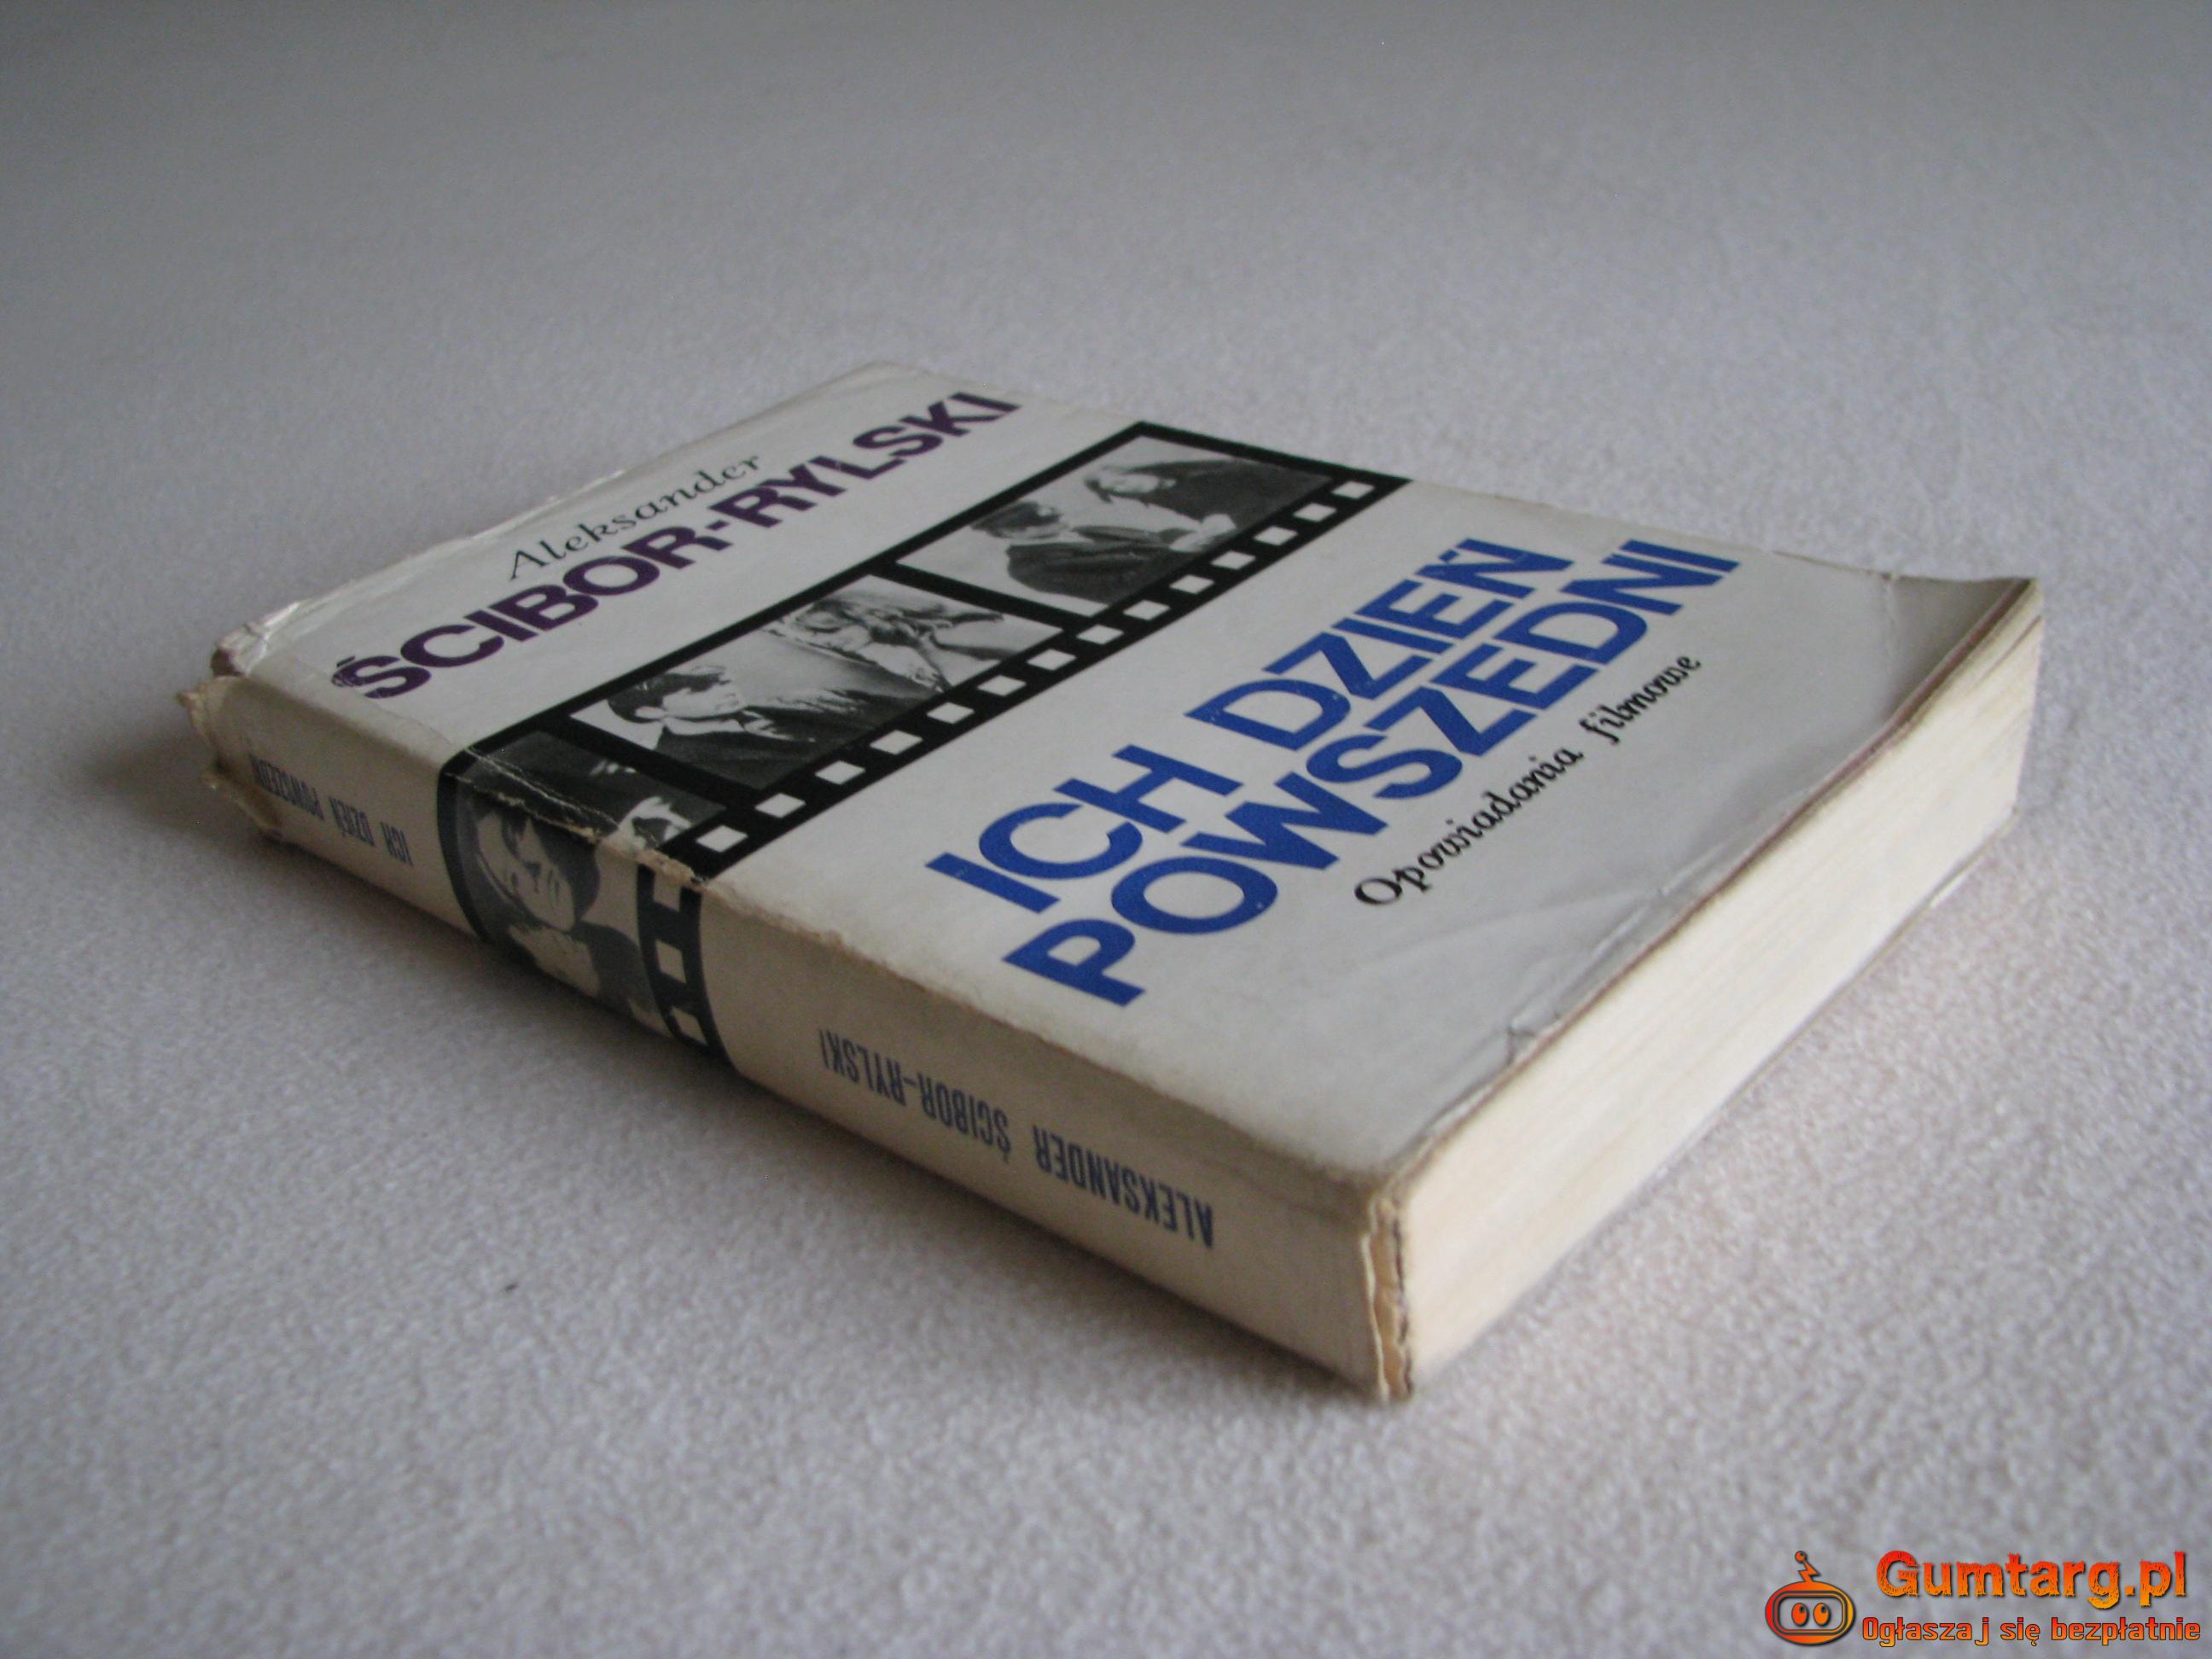 Aleksander
ŚCIBOR-RYLSKI
ICH DZIEŃ
POWSZEDNI
Opowiadania filmowe
ALEKSANDER ŚCIBOR-RYLSKI
ICH DZIEŃ POWSZEDNI
Gumtarg.pl
Ogłaszaj się bezpłatnie